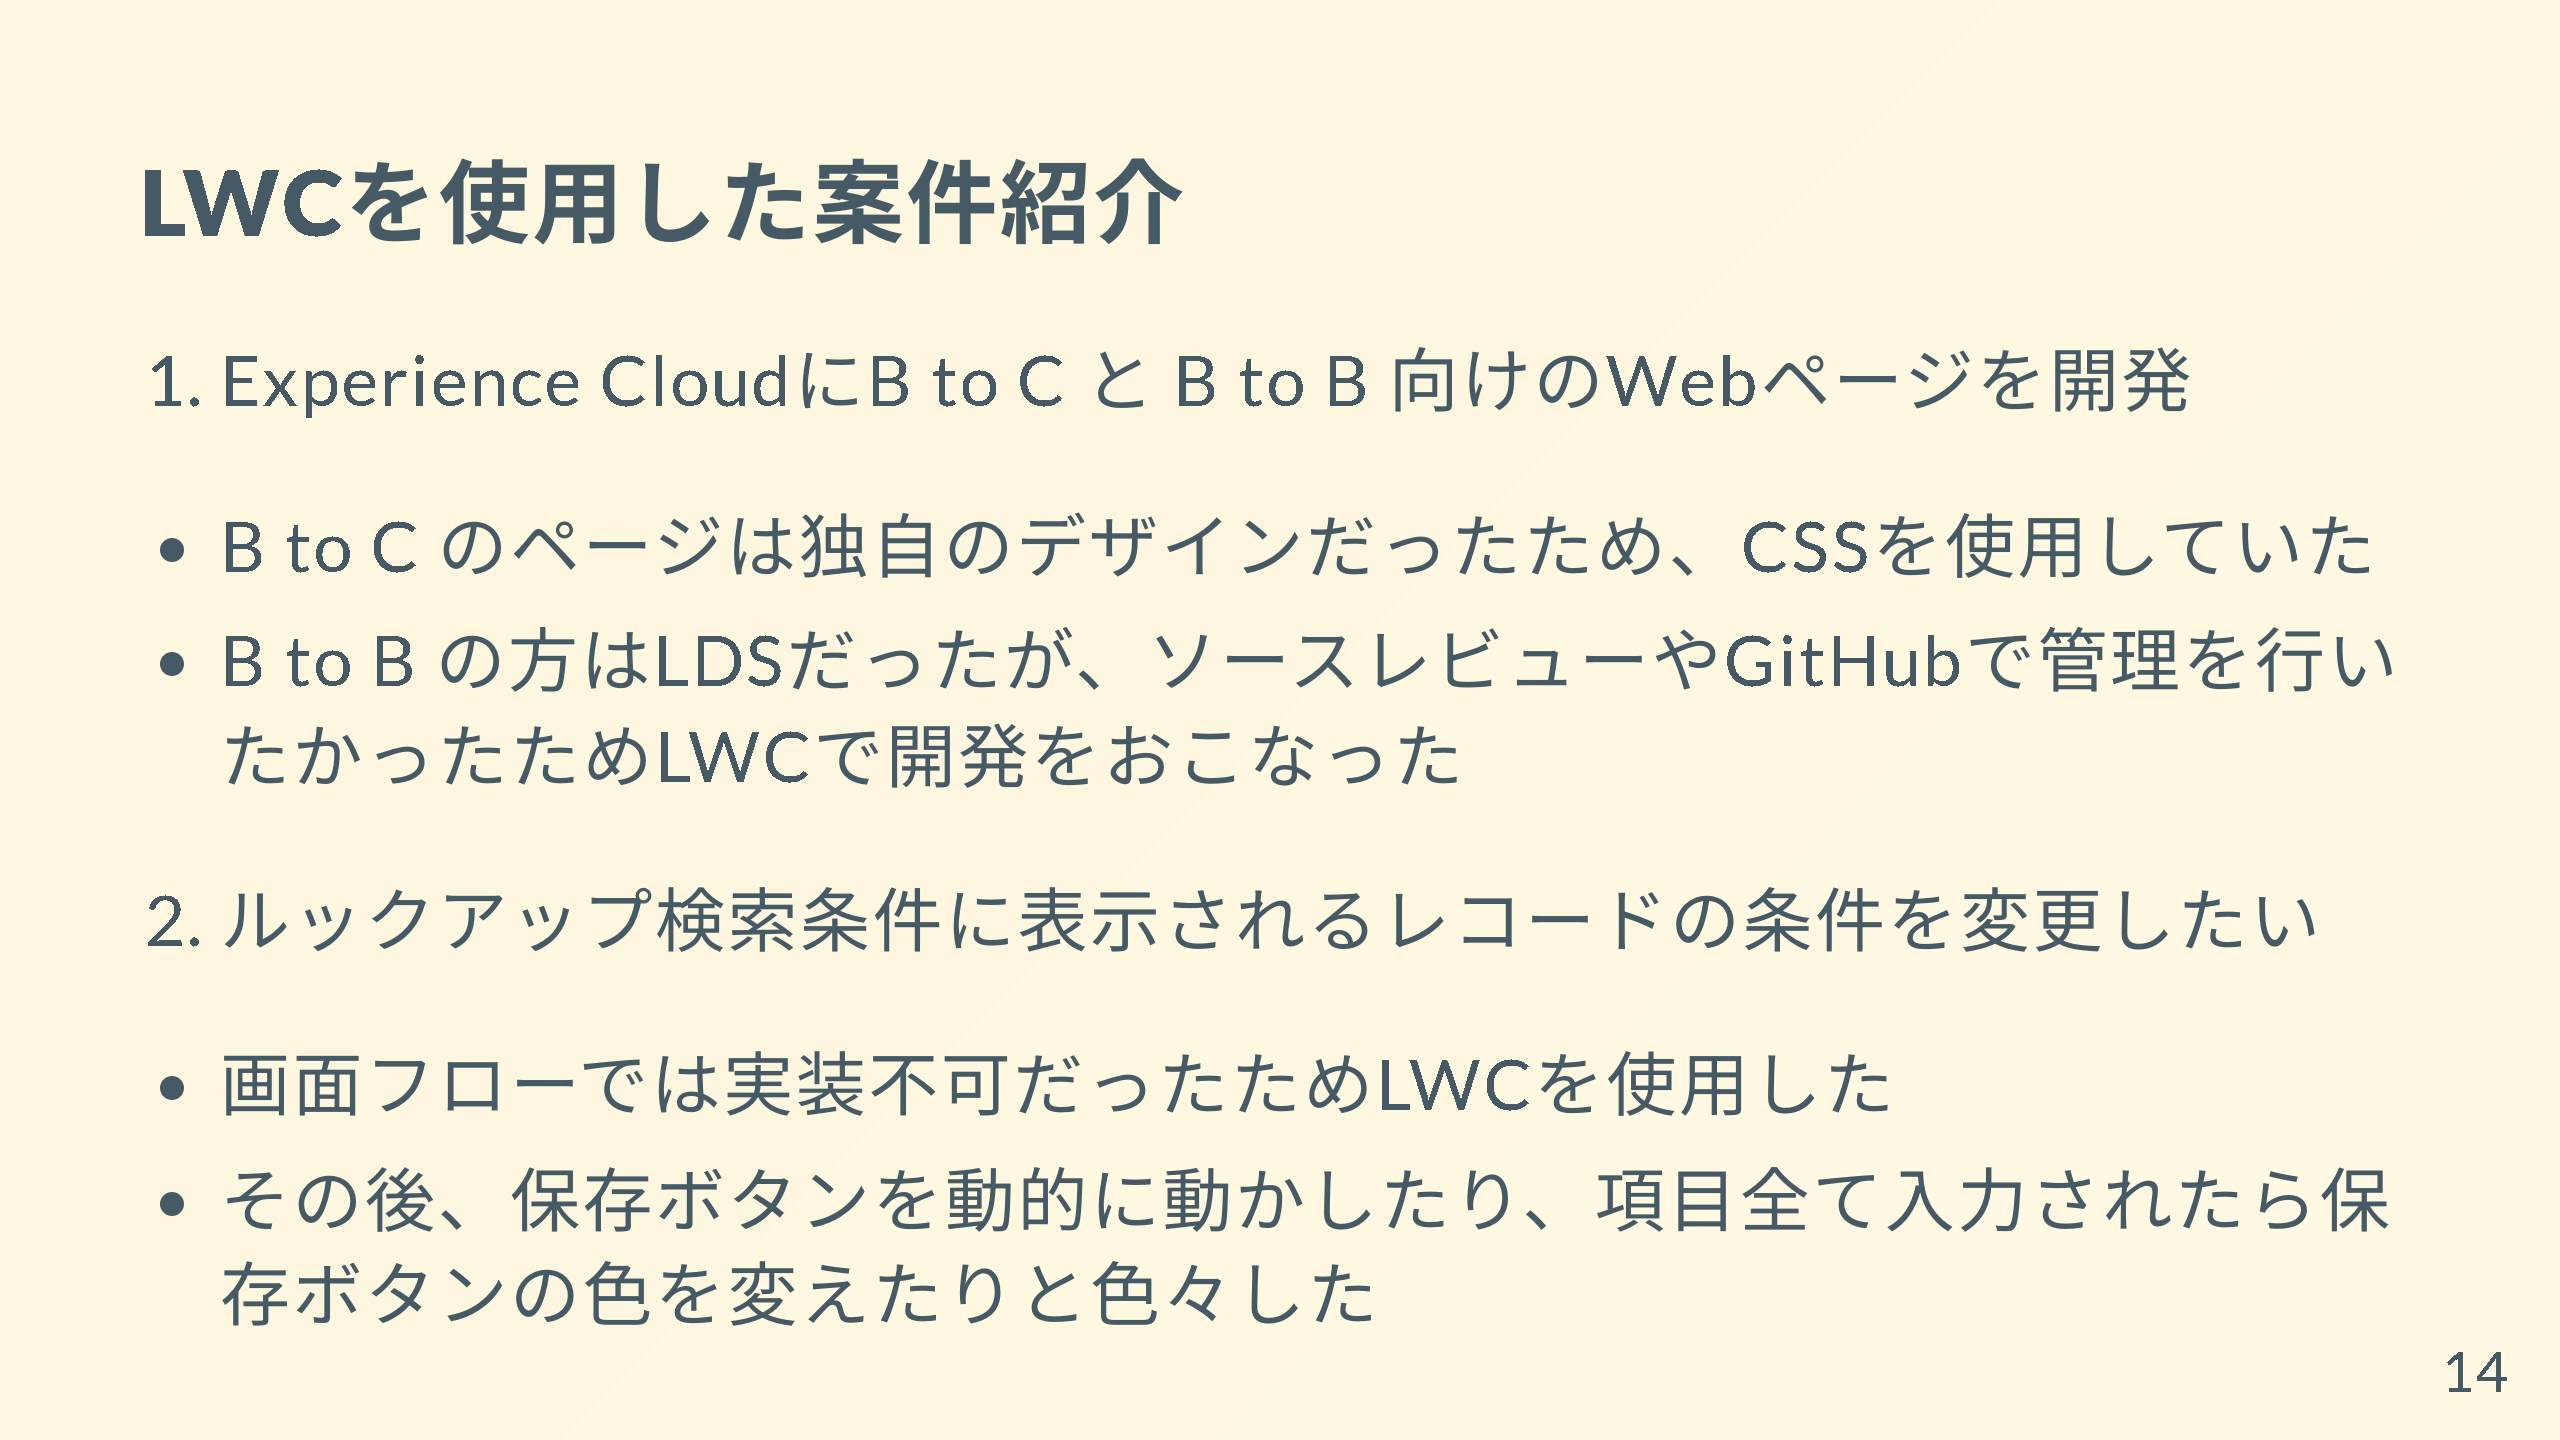 LWCを使用した案件紹介
1. Experience CloudにB to C と B to B 向けのWebページを開発
• B to C のページは独自のデザインだったため、CSSを使用していた
• B to B の方はLDSだったが、ソースレビューやGitHubで管理を行い
たかったためLWCで開発をおこなった
2. ルックアップ検索条件に表示されるレコードの条件を変更したい
• 画面フローでは実装不可だったためLWCを使用した
• その後、保存ボタンを動的に動かしたり、項目全て入力されたら保
存ボタンの色を変えたりと色々した
14